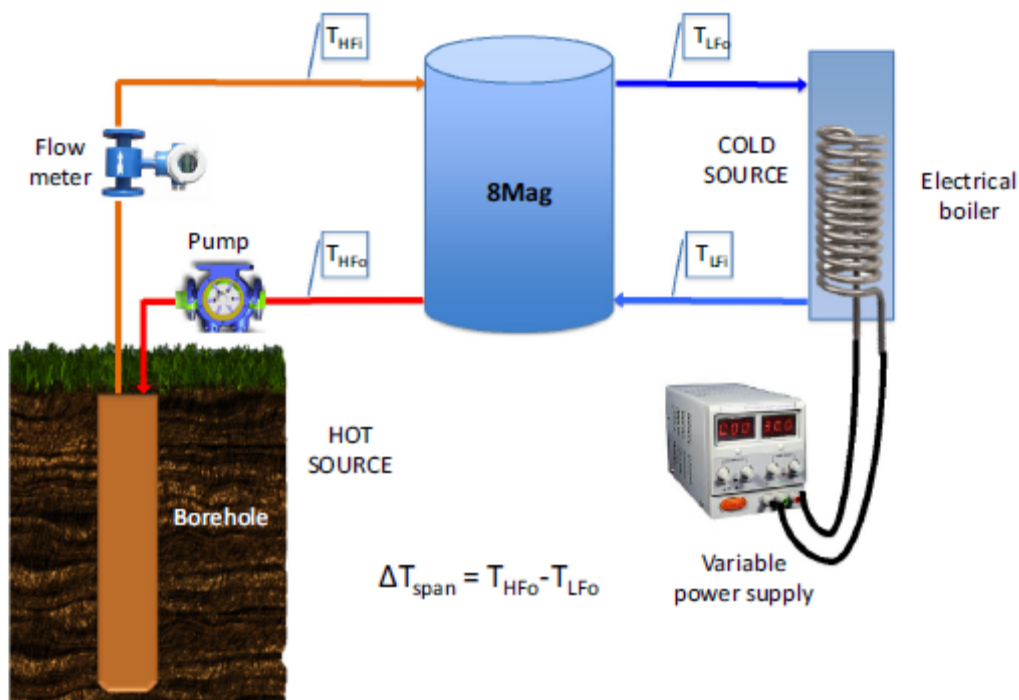 T_HFi
T_LFo
Flow
meter
8Mag
COLD
SOURCE
Electrical
boiler
Pump
T_HFo
T_LFi
HOT
SOURCE
Borehole
ΔT_span = T_HFo-T_LFo
Variable
power supply